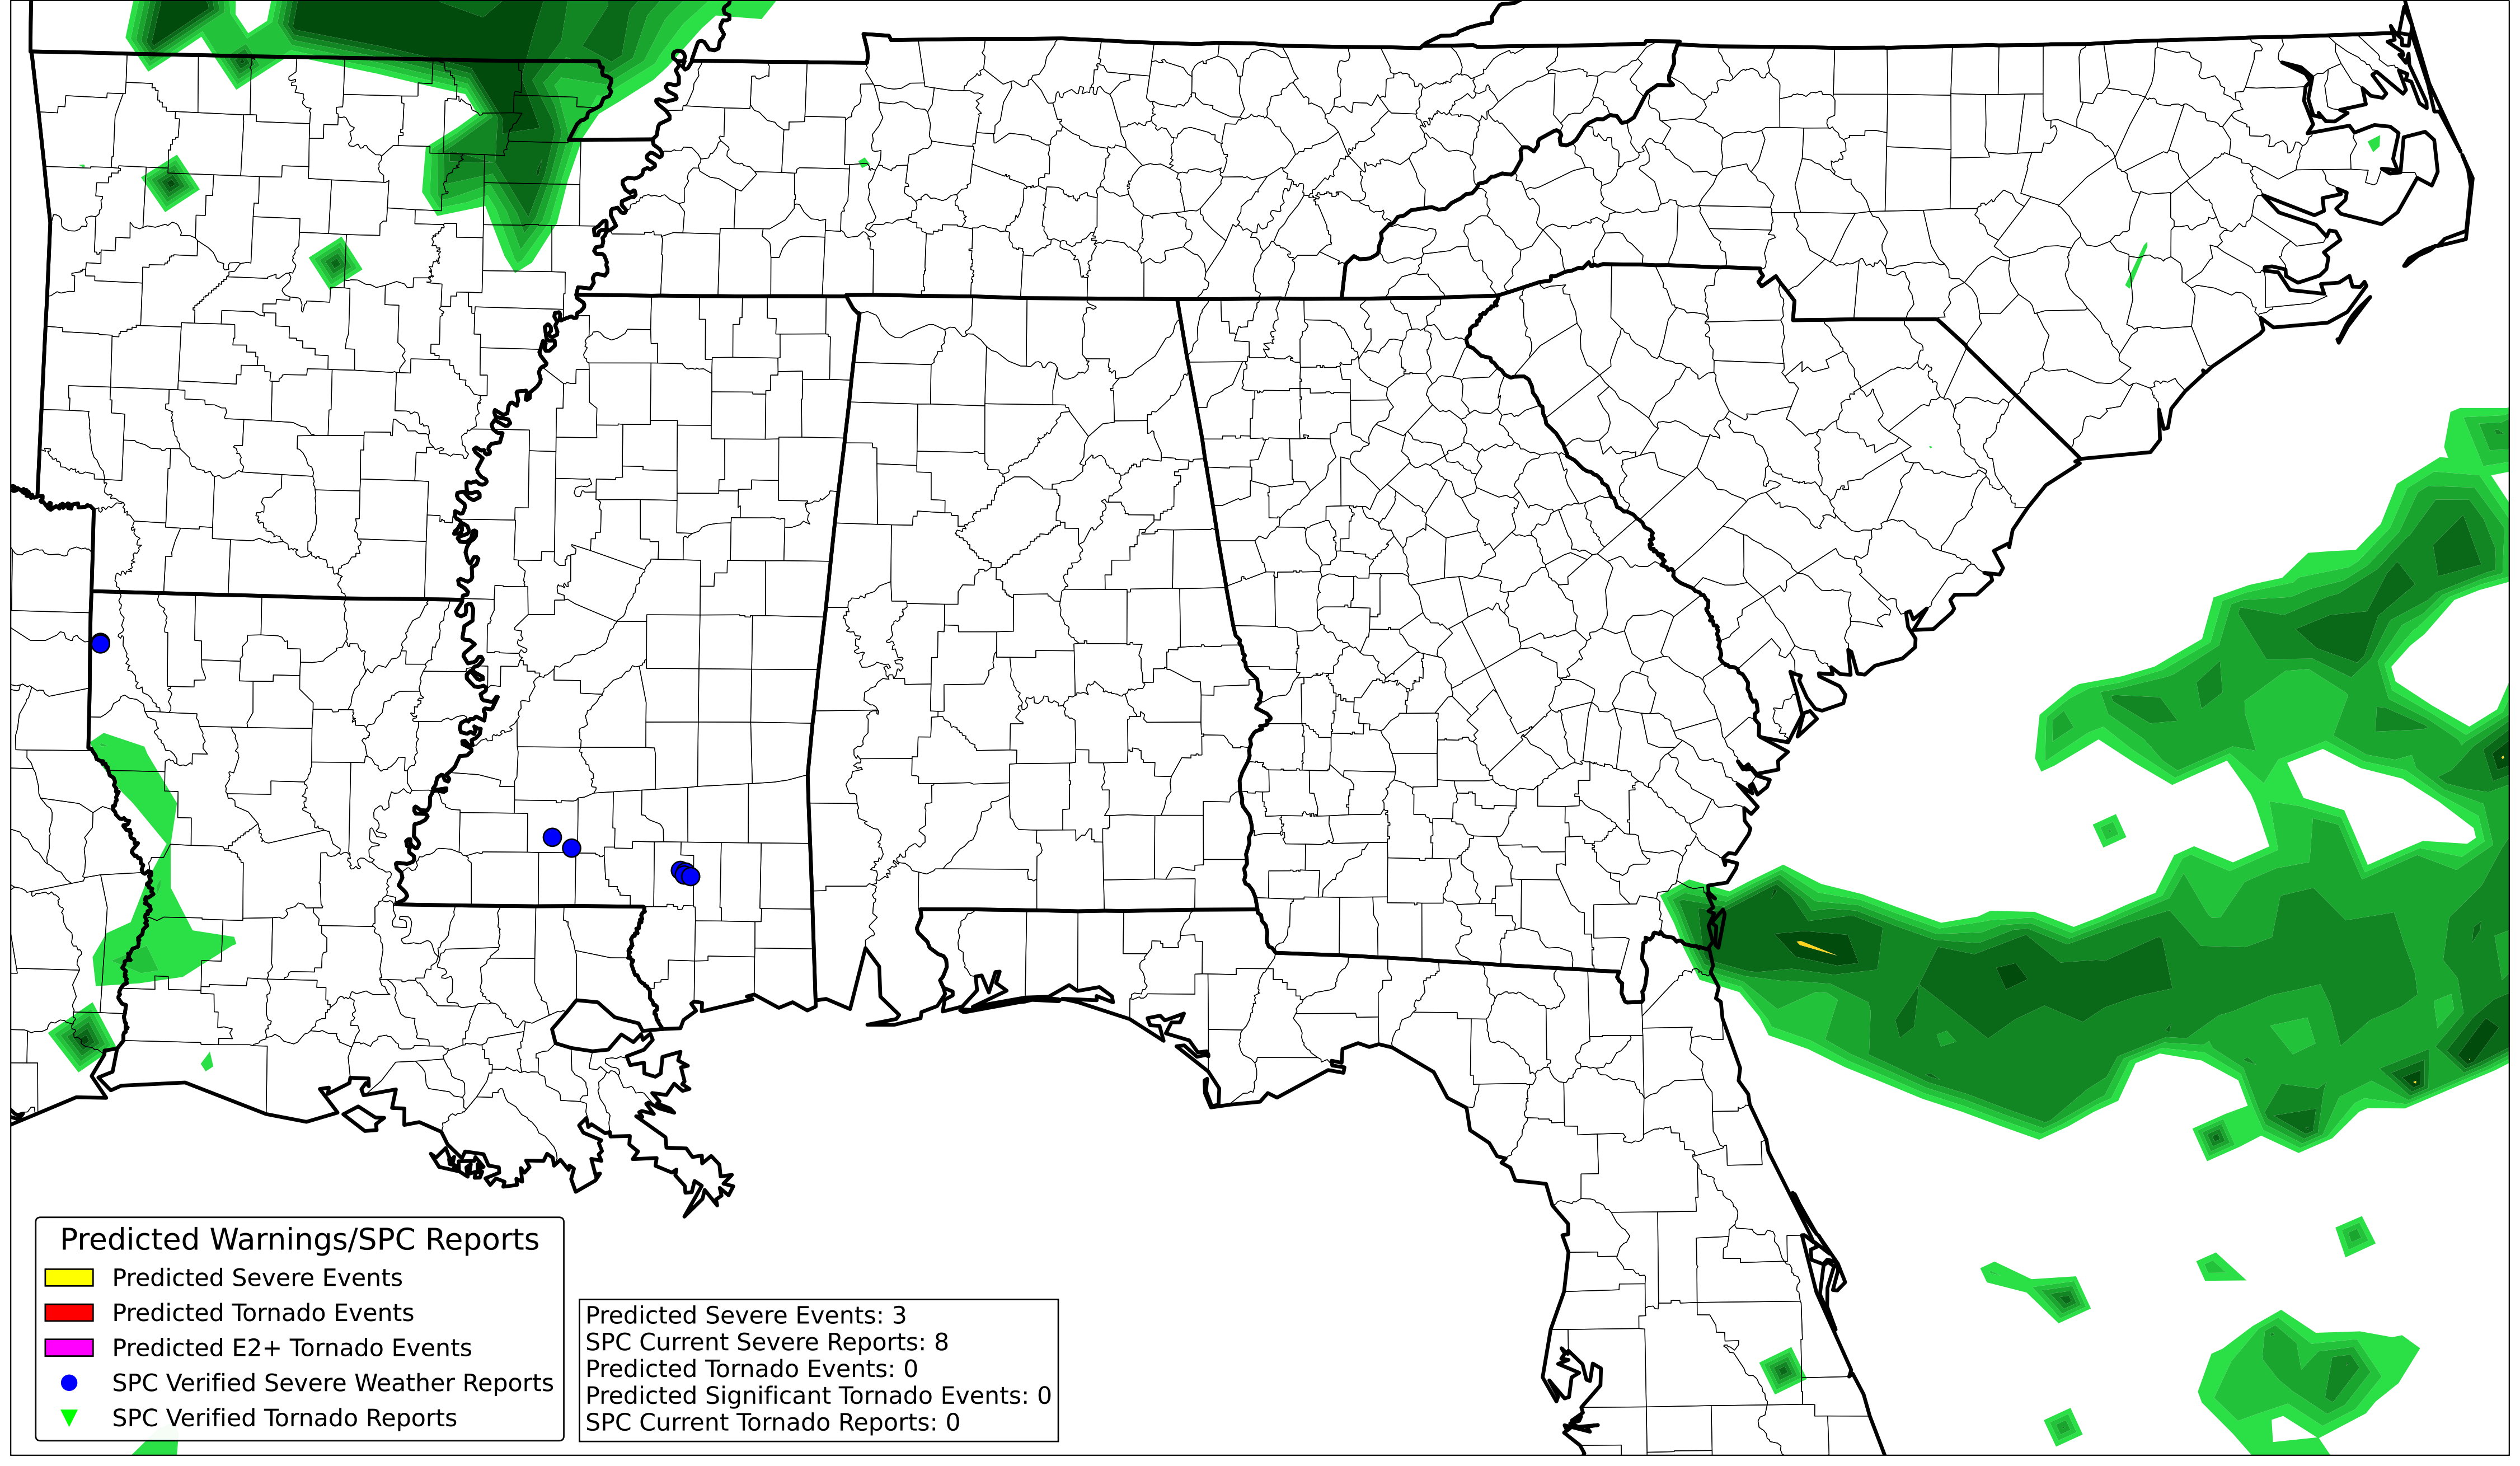 Predicted Warnings/SPC Reports
Predicted Severe Events
Predicted Tornado Events
Predicted E2+ Tornado Events
SPC Verified Severe Weather Reports
SPC Verified Tornado Reports
Predicted Severe Events: 3
SPC Current Severe Reports: 8
Predicted Tornado Events: 0
Predicted Significant Tornado Events: 0
SPC Current Tornado Reports: 0